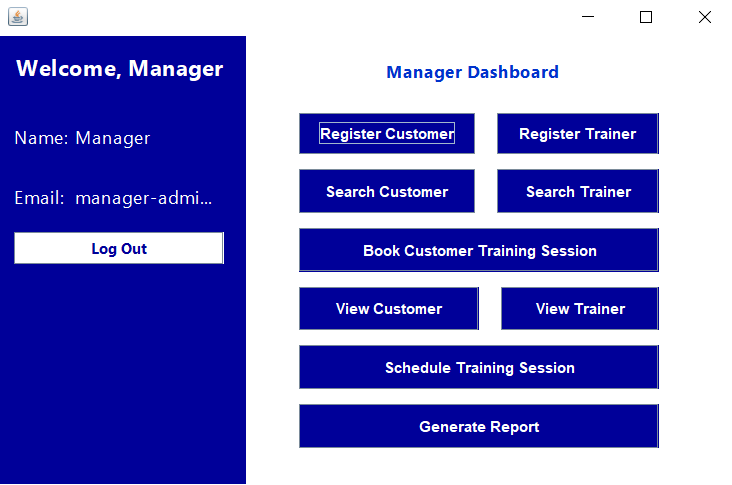 Welcome, Manager
Name: Manager
Email: manager-admi...
Log Out
Manager Dashboard
Register Customer
Register Trainer
Search Customer
Search Trainer
Book Customer Training Session
View Customer
View Trainer
Schedule Training Session
Generate Report